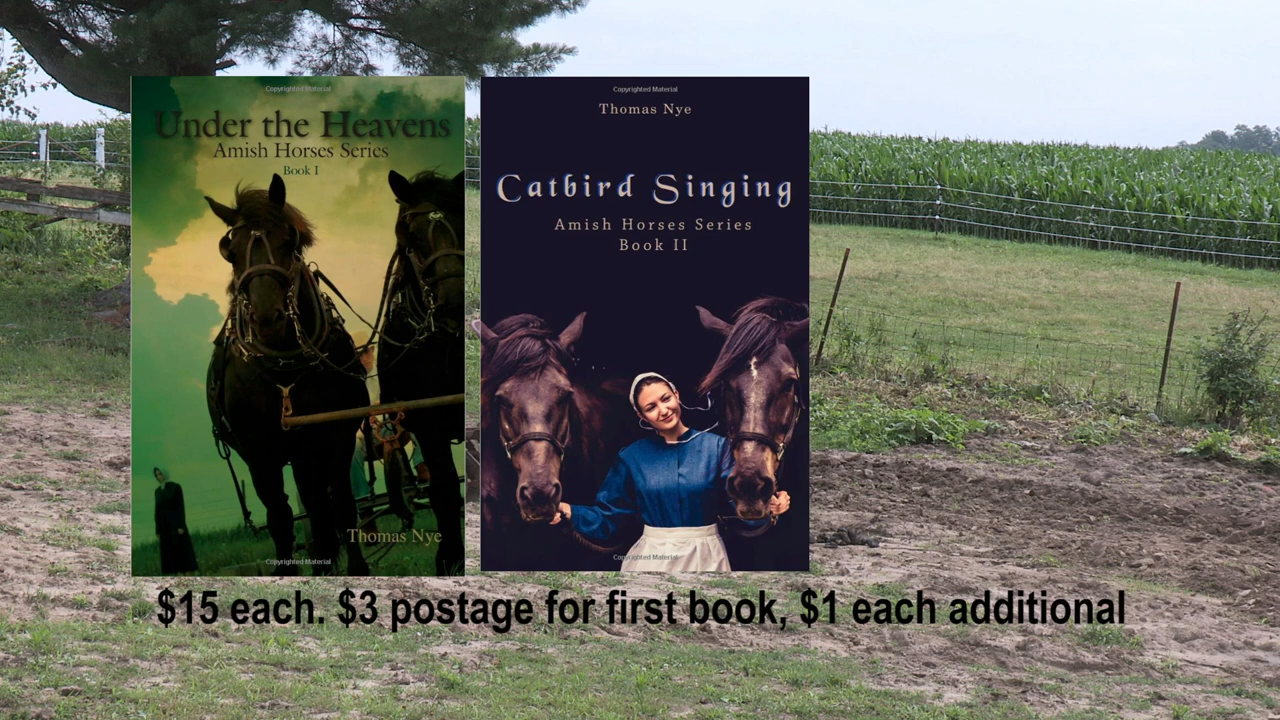 Copyrighted Material
Under the Heavens
Amish Horses Series
Book I
Thomas Nye
Copyrighted Material
Copyrighted Material
Thomas Nye
Catbird Singing
Amish Horses Series
Book II
Copyrighted Material
$15 each. $3 postage for first book, $1 each additional